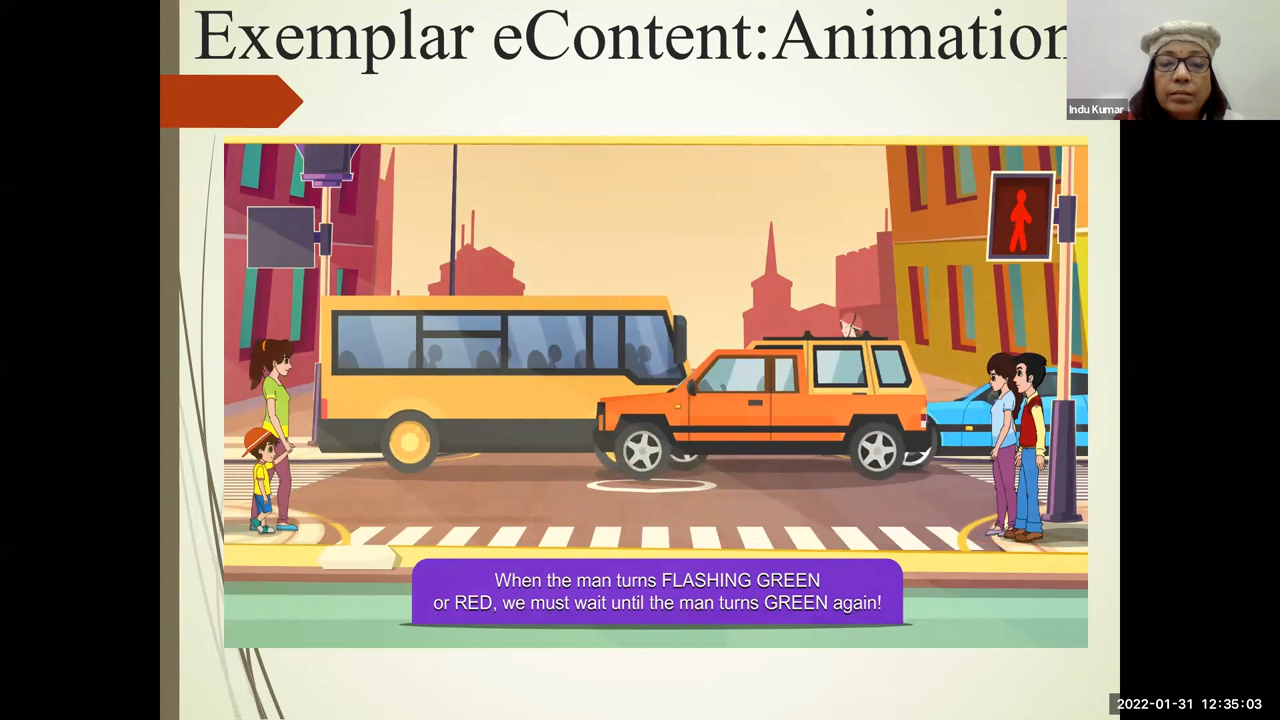 Exemplar eContent:Animation
Indu Kumar
When the man turns FLASHING GREEN
or RED, we must wait until the man turns GREEN again!
2022-01-31 12:35:03